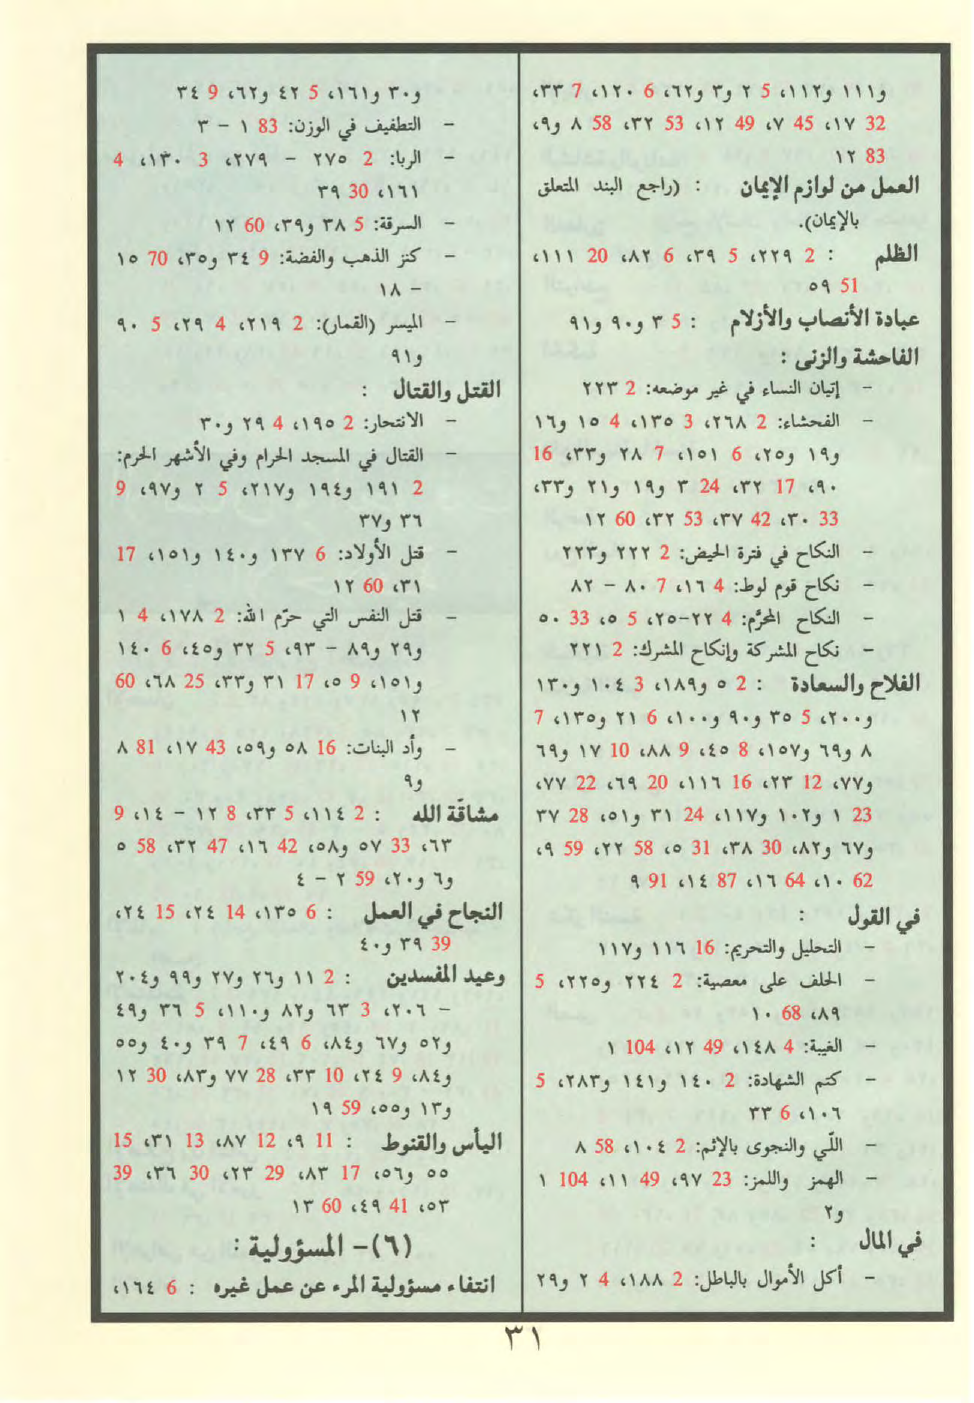 و١١١ و١١٢، 5 ٢ و٣ و٦٢، 6 ١٢٠، 7 ٣٣،
32 ١٧، 45 ٧، 49 ١٢، 53 ٣٢، 58 ٨ و٩،
83 ١٢
العمل من لوازم الإيمان : (راجع البند المتعلق
بالإيمان).
الظلم : 2 ٢٢٩، 5 ٣٩، 6 ٨٢، 20 ١١١،
51 ٥٩
عبادة الأنصاب والأزلام : 5 ٣ و٩٠ و٩١
الفاحشة والزنى :
– إتيان النساء في غير موضعه: 2 ٢٢٣
– الفحشاء: 2 ٢٦٨، 3 ١٣٥، 4 ١٥ و١٦
و١٩ و٢٥، 6 ١٥١، 7 ٢٨ و٣٣، 16
٩٠، 17 ٣٢، 24 ٣ و١٩ و٢١ و٣٣،
33 ٣٠، 42 ٣٧، 53 ٣٢، 60 ١٢
– النكاح في فترة الحيض: 2 ٢٢٢ و٢٢٣
– نكاح قوم لوط: 4 ١٦، 7 ٨٠ – ٨٢
– النكاح المحرَّم: 4 ٢٢–٢٥، 5 ٥، 33 ٥٠
– نكاح المشركة وإنكاح المشرك: 2 ٢٢١
الفلاح والسعادة : 2 ٥ و١٨٩، 3 ١٠٤ و١٣٠
و٢٠٠، 5 ٣٥ و٩٠ و١٠٠، 6 ٢١ و١٣٥، 7
٨ و٦٩ و١٥٧، 8 ٤٥، 9 ٨٨، 10 ١٧ و٦٩
و٧٧، 12 ٢٣، 16 ١١٦، 20 ٦٩، 22 ٧٧،
23 ١ و١٠٢ و١١٧، 24 ٣١ و٥١، 28 ٣٧
و٦٧ و٨٢، 30 ٣٨، 31 ٥، 58 ٢٢، 59 ٩،
62 ١٠، 64 ١٦، 87 ١٤، 91 ٩
في القول :
– التحليل والتحريم: 16 ١١٦ و١١٧
– الحلف على معصية: 2 ٢٢٤ و٢٢٥، 5
٨٩، 68 ١٠
– الغيبة: 4 ١٤٨، 49 ١٢، 104 ١
– كتم الشهادة: 2 ١٤٠ و١٤١ و٢٨٣، 5
١٠٦، 6 ٣٣
– اللّي والنجوى بالإثم: 2 ١٠٤، 58 ٨
– الهمز واللمز: 23 ٩٧، 49 ١١، 104 ١
و٢
في المال :
– أكل الأموال بالباطل: 2 ١٨٨، 4 ٢ و٢٩
و٣٠ و١٦١، 5 ٤٢ و٦٢، 9 ٣٤
– التطفيف في الوزن: 83 ١ – ٣
– الربا: 2 ٢٧٥ – ٢٧٩، 3 ١٣٠، 4
١٦١، 30 ٣٩
– السرقة: 5 ٣٨ و٣٩، 60 ١٢
– كنز الذهب والفضة: 9 ٣٤ و٣٥، 70 ١٥
– ١٨
– الميسر (القمار): 2 ٢١٩، 4 ٢٩، 5 ٩٠
و٩١
القتل والقتال :
– الانتحار: 2 ١٩٥، 4 ٢٩ و٣٠
– القتال في المسجد الحرام وفي الأشهر الحرم:
2 ١٩١ و١٩٤ و٢١٧، 5 ٢ و٩٧، 9
٣٦ و٣٧
– قتل الأولاد: 6 ١٣٧ و١٤٠ و١٥١، 17
٣١، 60 ١٢
– قتل النفس التي حرّم الله: 2 ١٧٨، 4 ١
و٢٩ و٨٩ – ٩٣، 5 ٣٢ و٤٥، 6 ١٤٠
و١٥١، 9 ٥، 17 ٣١ و٣٣، 25 ٦٨، 60
١٢
– وأد البنات: 16 ٥٨ و٥٩، 43 ١٧، 81 ٨
و٩
مشاقّة الله : 2 ١١٤، 5 ٣٣، 8 ١٢ – ١٤، 9
٦٣، 33 ٥٧ و٥٨، 42 ١٦، 47 ٣٢، 58 ٥
و٦ و٢٠، 59 ٢ – ٤
النجاح في العمل : 6 ١٣٥، 14 ٢٤، 15 ٢٤،
39 ٣٩ و٤٠
وعيد المفسدين : 2 ١١ و٢٦ و٢٧ و٩٩ و٢٠٤
– ٢٠٦، 3 ٦٣ و٨٢ و١١٠، 5 ٣٦ و٤٩
و٥٢ و٦٧ و٨٤، 6 ٤٩، 7 ٣٩ و٤٠ و٥٥
و٨٤، 9 ٢٤، 10 ٣٣، 28 ٧٧ و٨٣، 30 ١٢
و١٣ و٥٥، 59 ١٩
اليأس والقنوط : 11 ٩، 12 ٨٧، 13 ٣١، 15
٥٥ و٥٦، 17 ٨٣، 29 ٢٣، 30 ٣٦، 39
٥٣، 41 ٤٩، 60 ١٣
(٦)– المسؤولية :
انتفاء مسؤولية المرء عن عمل غيره : 6 ١٦٤،
٣١